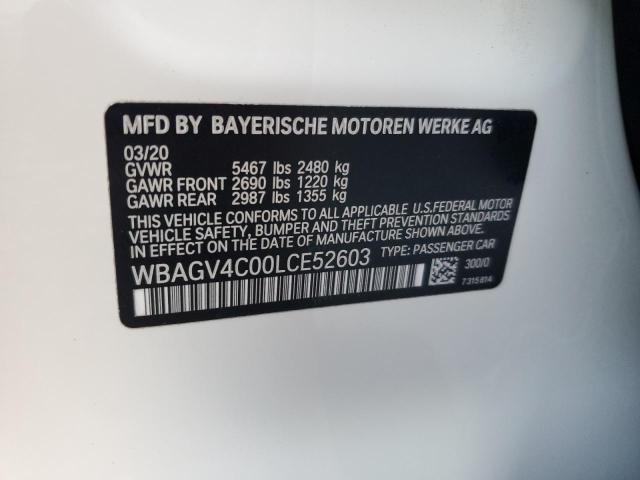 MFD BY BAYERISCHE MOTOREN WERKE AG
03/20
GVWR 5467 lbs 2480 kg
GAWR FRONT 2690 lbs 1220 kg
GAWR REAR 2987 lbs 1355 kg
THIS VEHICLE CONFORMS TO ALL APPLICABLE U.S.FEDERAL MOTOR
VEHICLE SAFETY, BUMPER, AND THEFT PREVENTION STANDARDS
IN EFFECT ON THE DATE OF MANUFACTURE SHOWN ABOVE.
WBAGV4C00LCE52603 TYPE: PASSENGER CAR
300/0
7315814